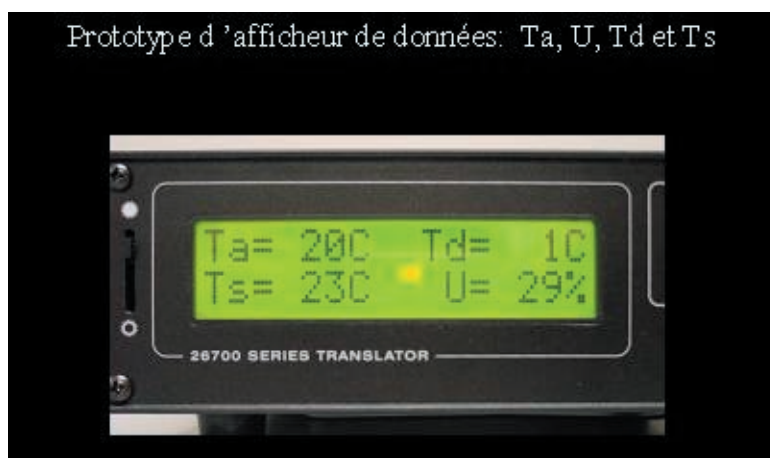 Prototype d ’afficheur de données: Ta, U, Td et Ts
Ta= 20C Td= 1C
Ts= 23C U= 29%
26700 SERIES TRANSLATOR